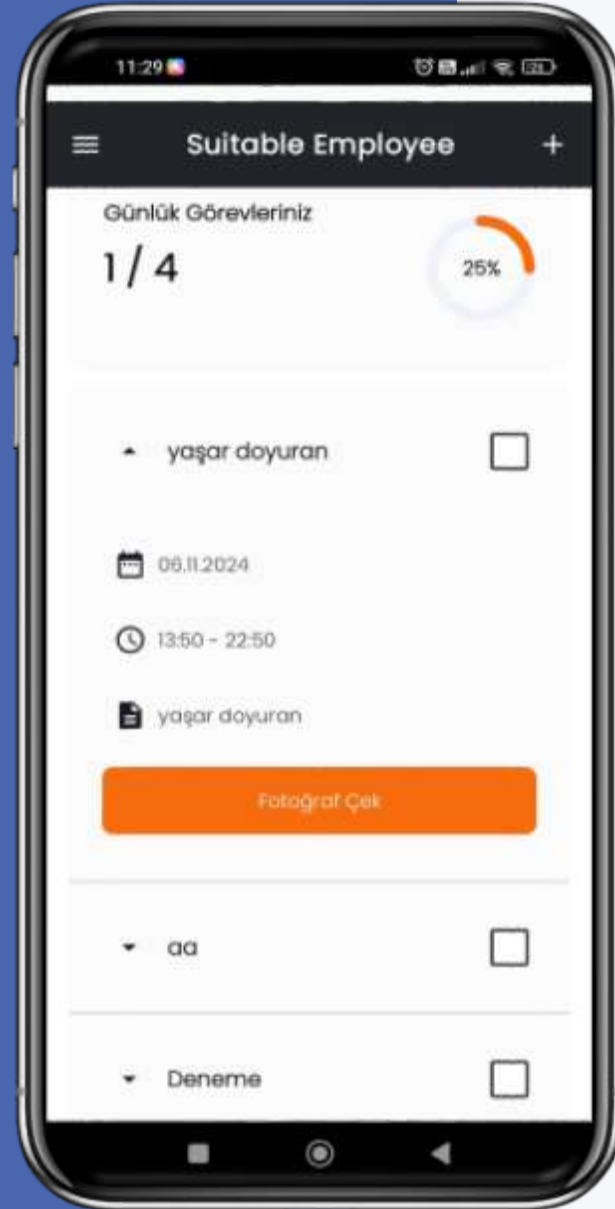 11:29
Suitable Employee
Günlük Görevleriniz
1 / 4
25%
yaşar doyuran
06.11.2024
13:50 - 22:50
yaşar doyuran
Fotoğraf Çek
aa
Deneme